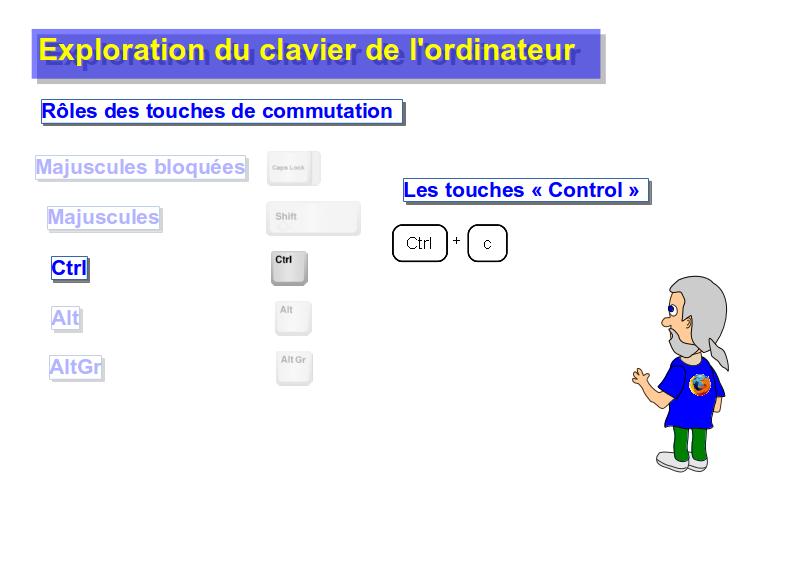 Exploration du clavier de l'ordinateur
Rôles des touches de commutation
Majuscules bloquées
Caps Lock
Les touches « Control »
Majuscules
Shift
Ctrl + c
Ctrl
Ctrl
Alt
Alt
AltGr
Alt Gr